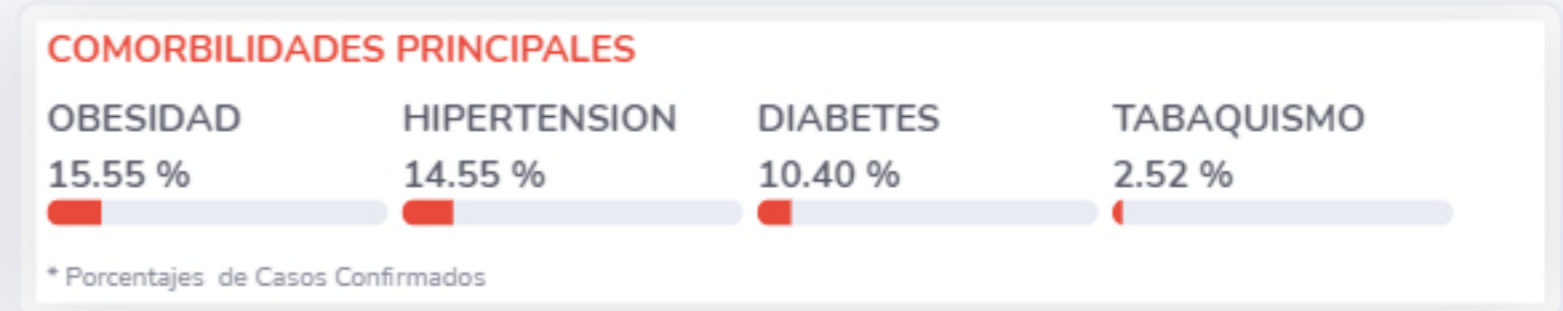 COMORBILIDADES PRINCIPALES
OBESIDAD HIPERTENSION DIABETES TABAQUISMO
15.55 % 14.55 % 10.40 % 2.52 %
* Porcentajes de Casos Confirmados